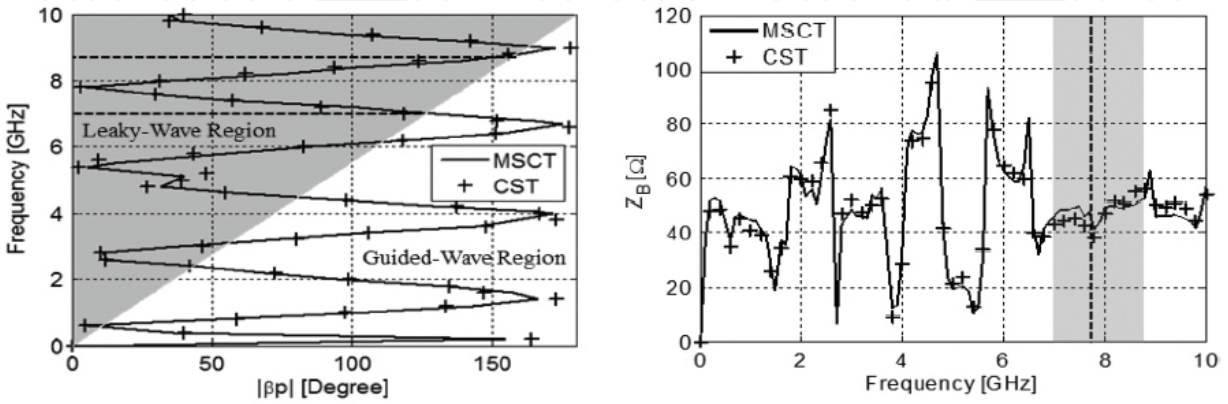 10
8
6
4
2
0
Frequency [GHz]
Leaky-Wave Region
MSCT
CST
Guided-Wave Region
0
50
100
150
|βp| [Degree]
120
100
80
60
40
20
0
Z_B [Ω]
MSCT
CST
0
2
4
6
8
10
Frequency [GHz]